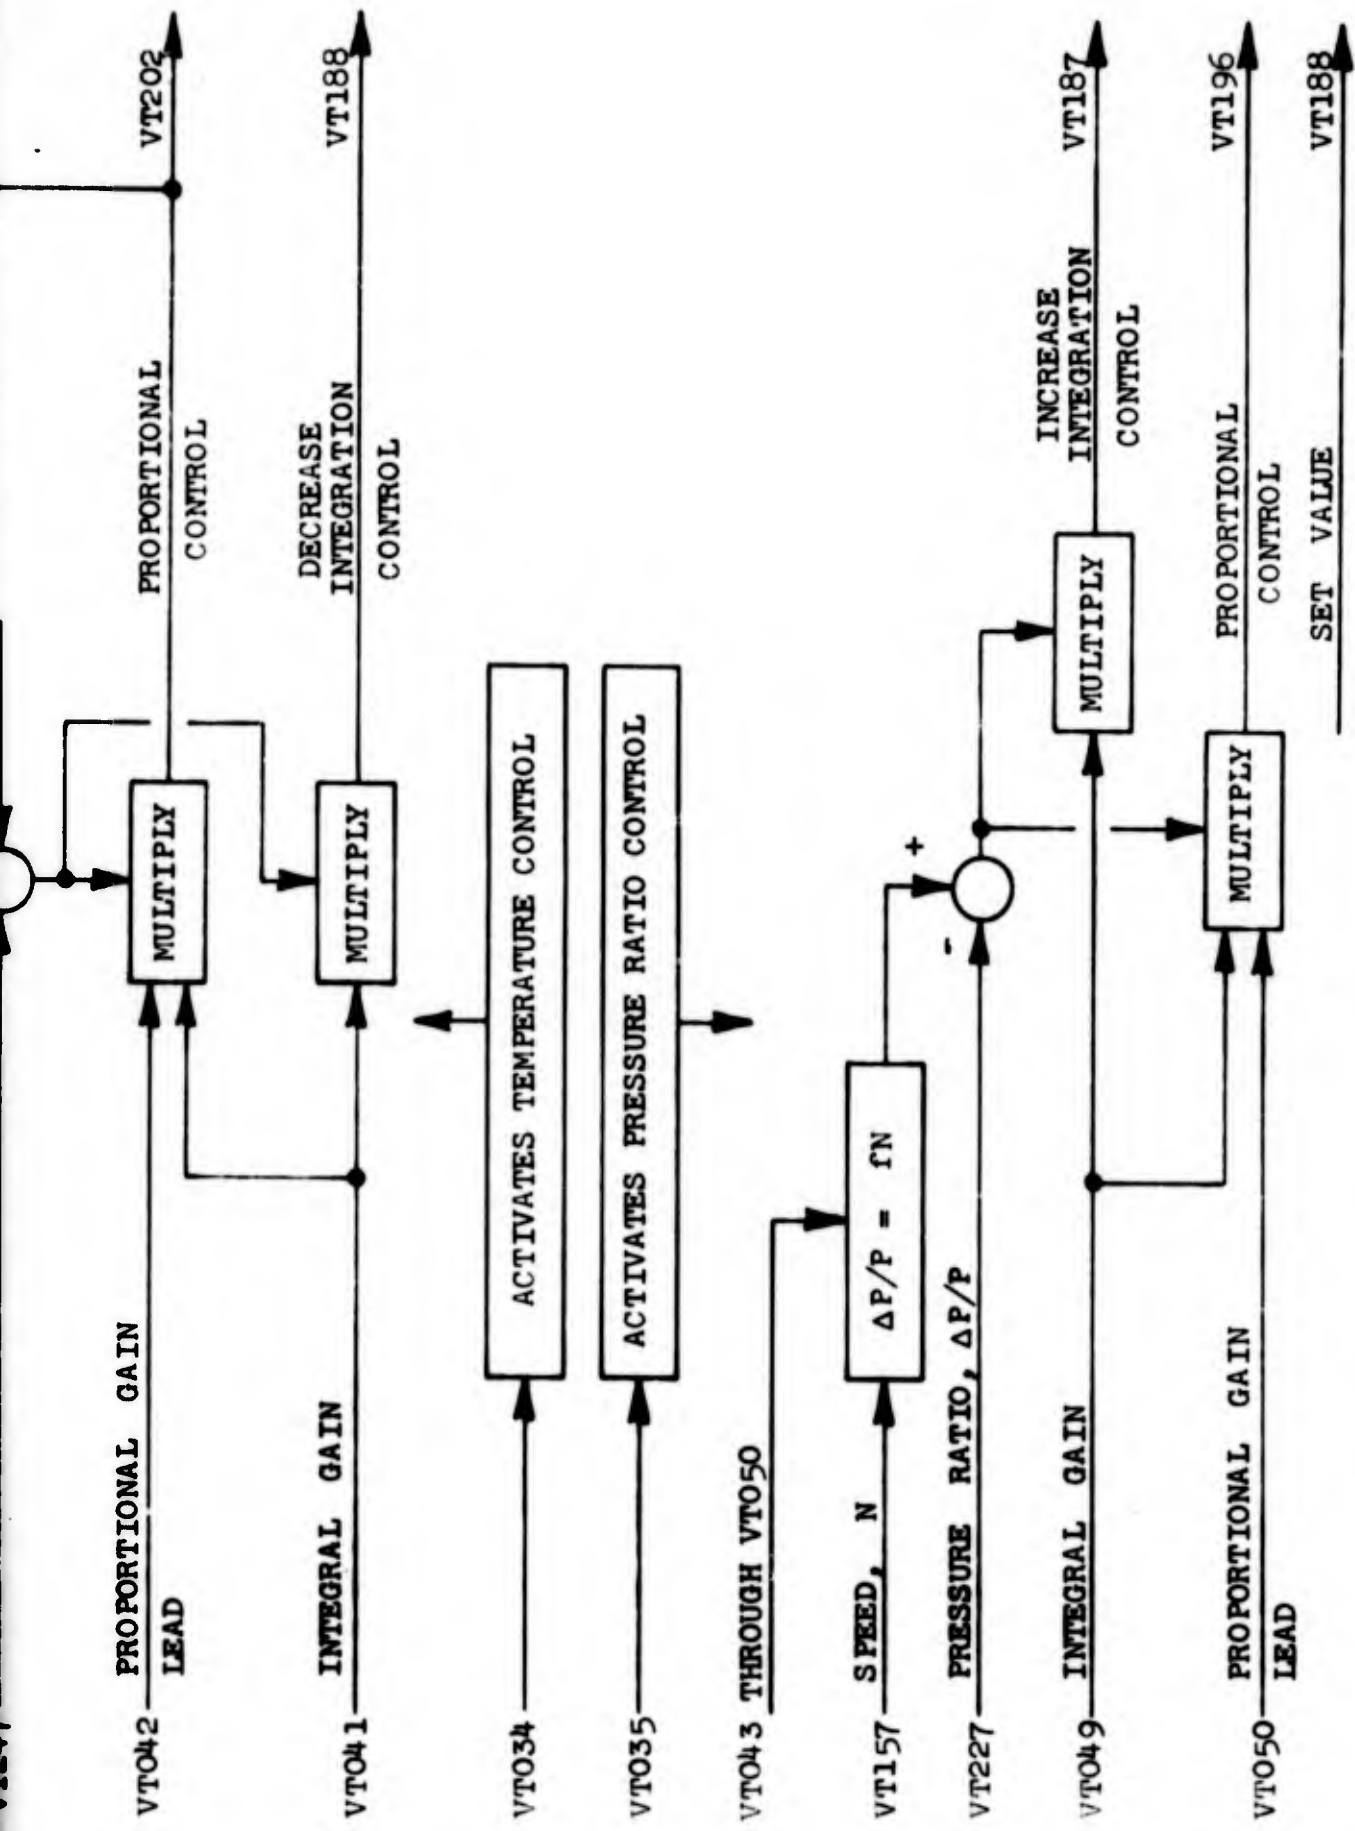 VT042
PROPORTIONAL GAIN
LEAD
MULTIPLY
PROPORTIONAL
CONTROL
VT202
VT041
INTEGRAL GAIN
MULTIPLY
DECREASE
INTEGRATION
CONTROL
VT188
VT034
ACTIVATES TEMPERATURE CONTROL
VT035
ACTIVATES PRESSURE RATIO CONTROL
VT043 THROUGH VT050
VT157
SPEED, N
ΔP/P = fN
+
VT227
PRESSURE RATIO, ΔP/P
-
VT049
INTEGRAL GAIN
MULTIPLY
INCREASE
INTEGRATION
CONTROL
VT187
VT050
PROPORTIONAL GAIN
LEAD
MULTIPLY
PROPORTIONAL
CONTROL
VT196
SET VALUE
VT188